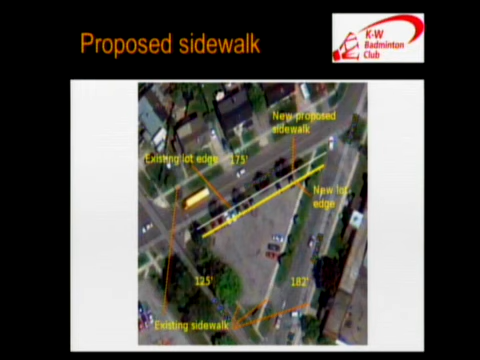 Proposed sidewalk
K-W
Badminton
Club
New proposed
sidewalk
Existing lot edge
175'
New lot
edge
125'
182'
Existing sidewalk